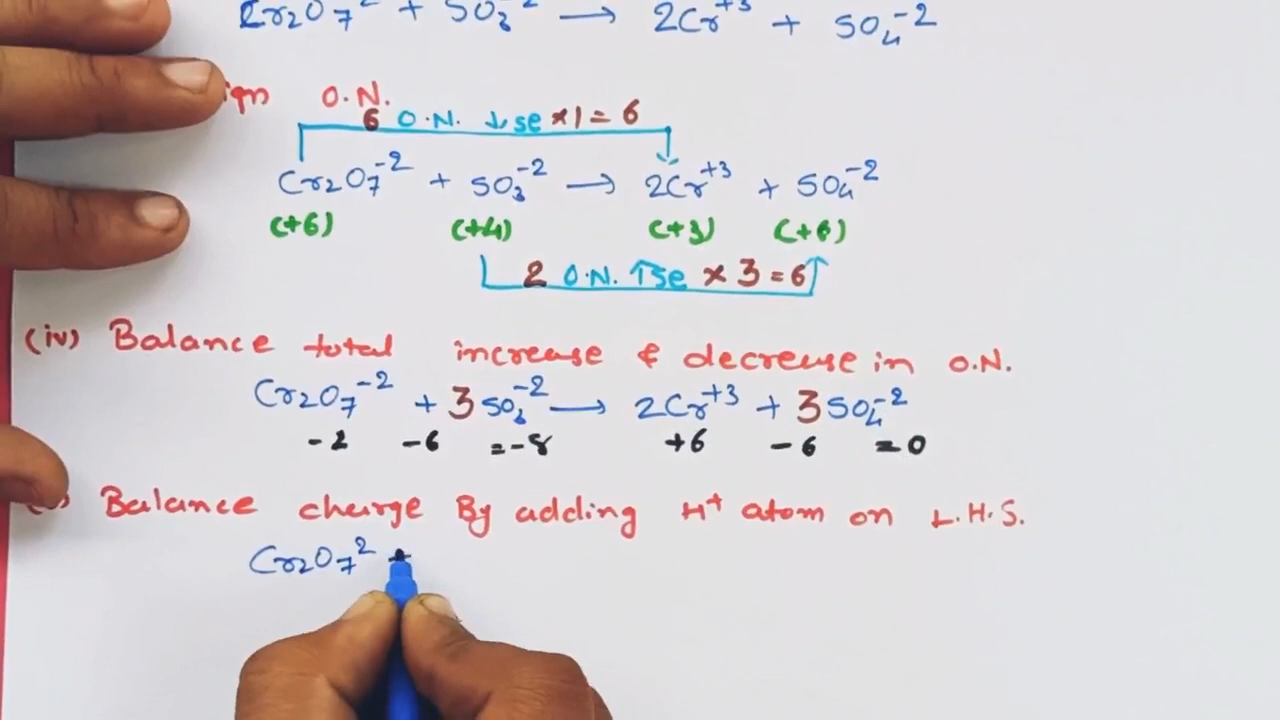 Cr₂O₇⁻² + SO₃⁻² → 2Cr⁺³ + SO₄⁻²
O.N.
6 O.N. ↓se ×1 = 6
Cr₂O₇⁻² + SO₃⁻² → 2Cr⁺³ + SO₄⁻²
(+6) (+4) (+3) (+6)
2 O.N. ↑se × 3 = 6
(iv) Balance total increase & decrease in O.N.
Cr₂O₇⁻² + 3SO₃⁻² → 2Cr⁺³ + 3SO₄⁻²
-2 -6 =-8 +6 -6 =0
Balance charge By adding H⁺ atom on L.H.S.
Cr₂O₇² +